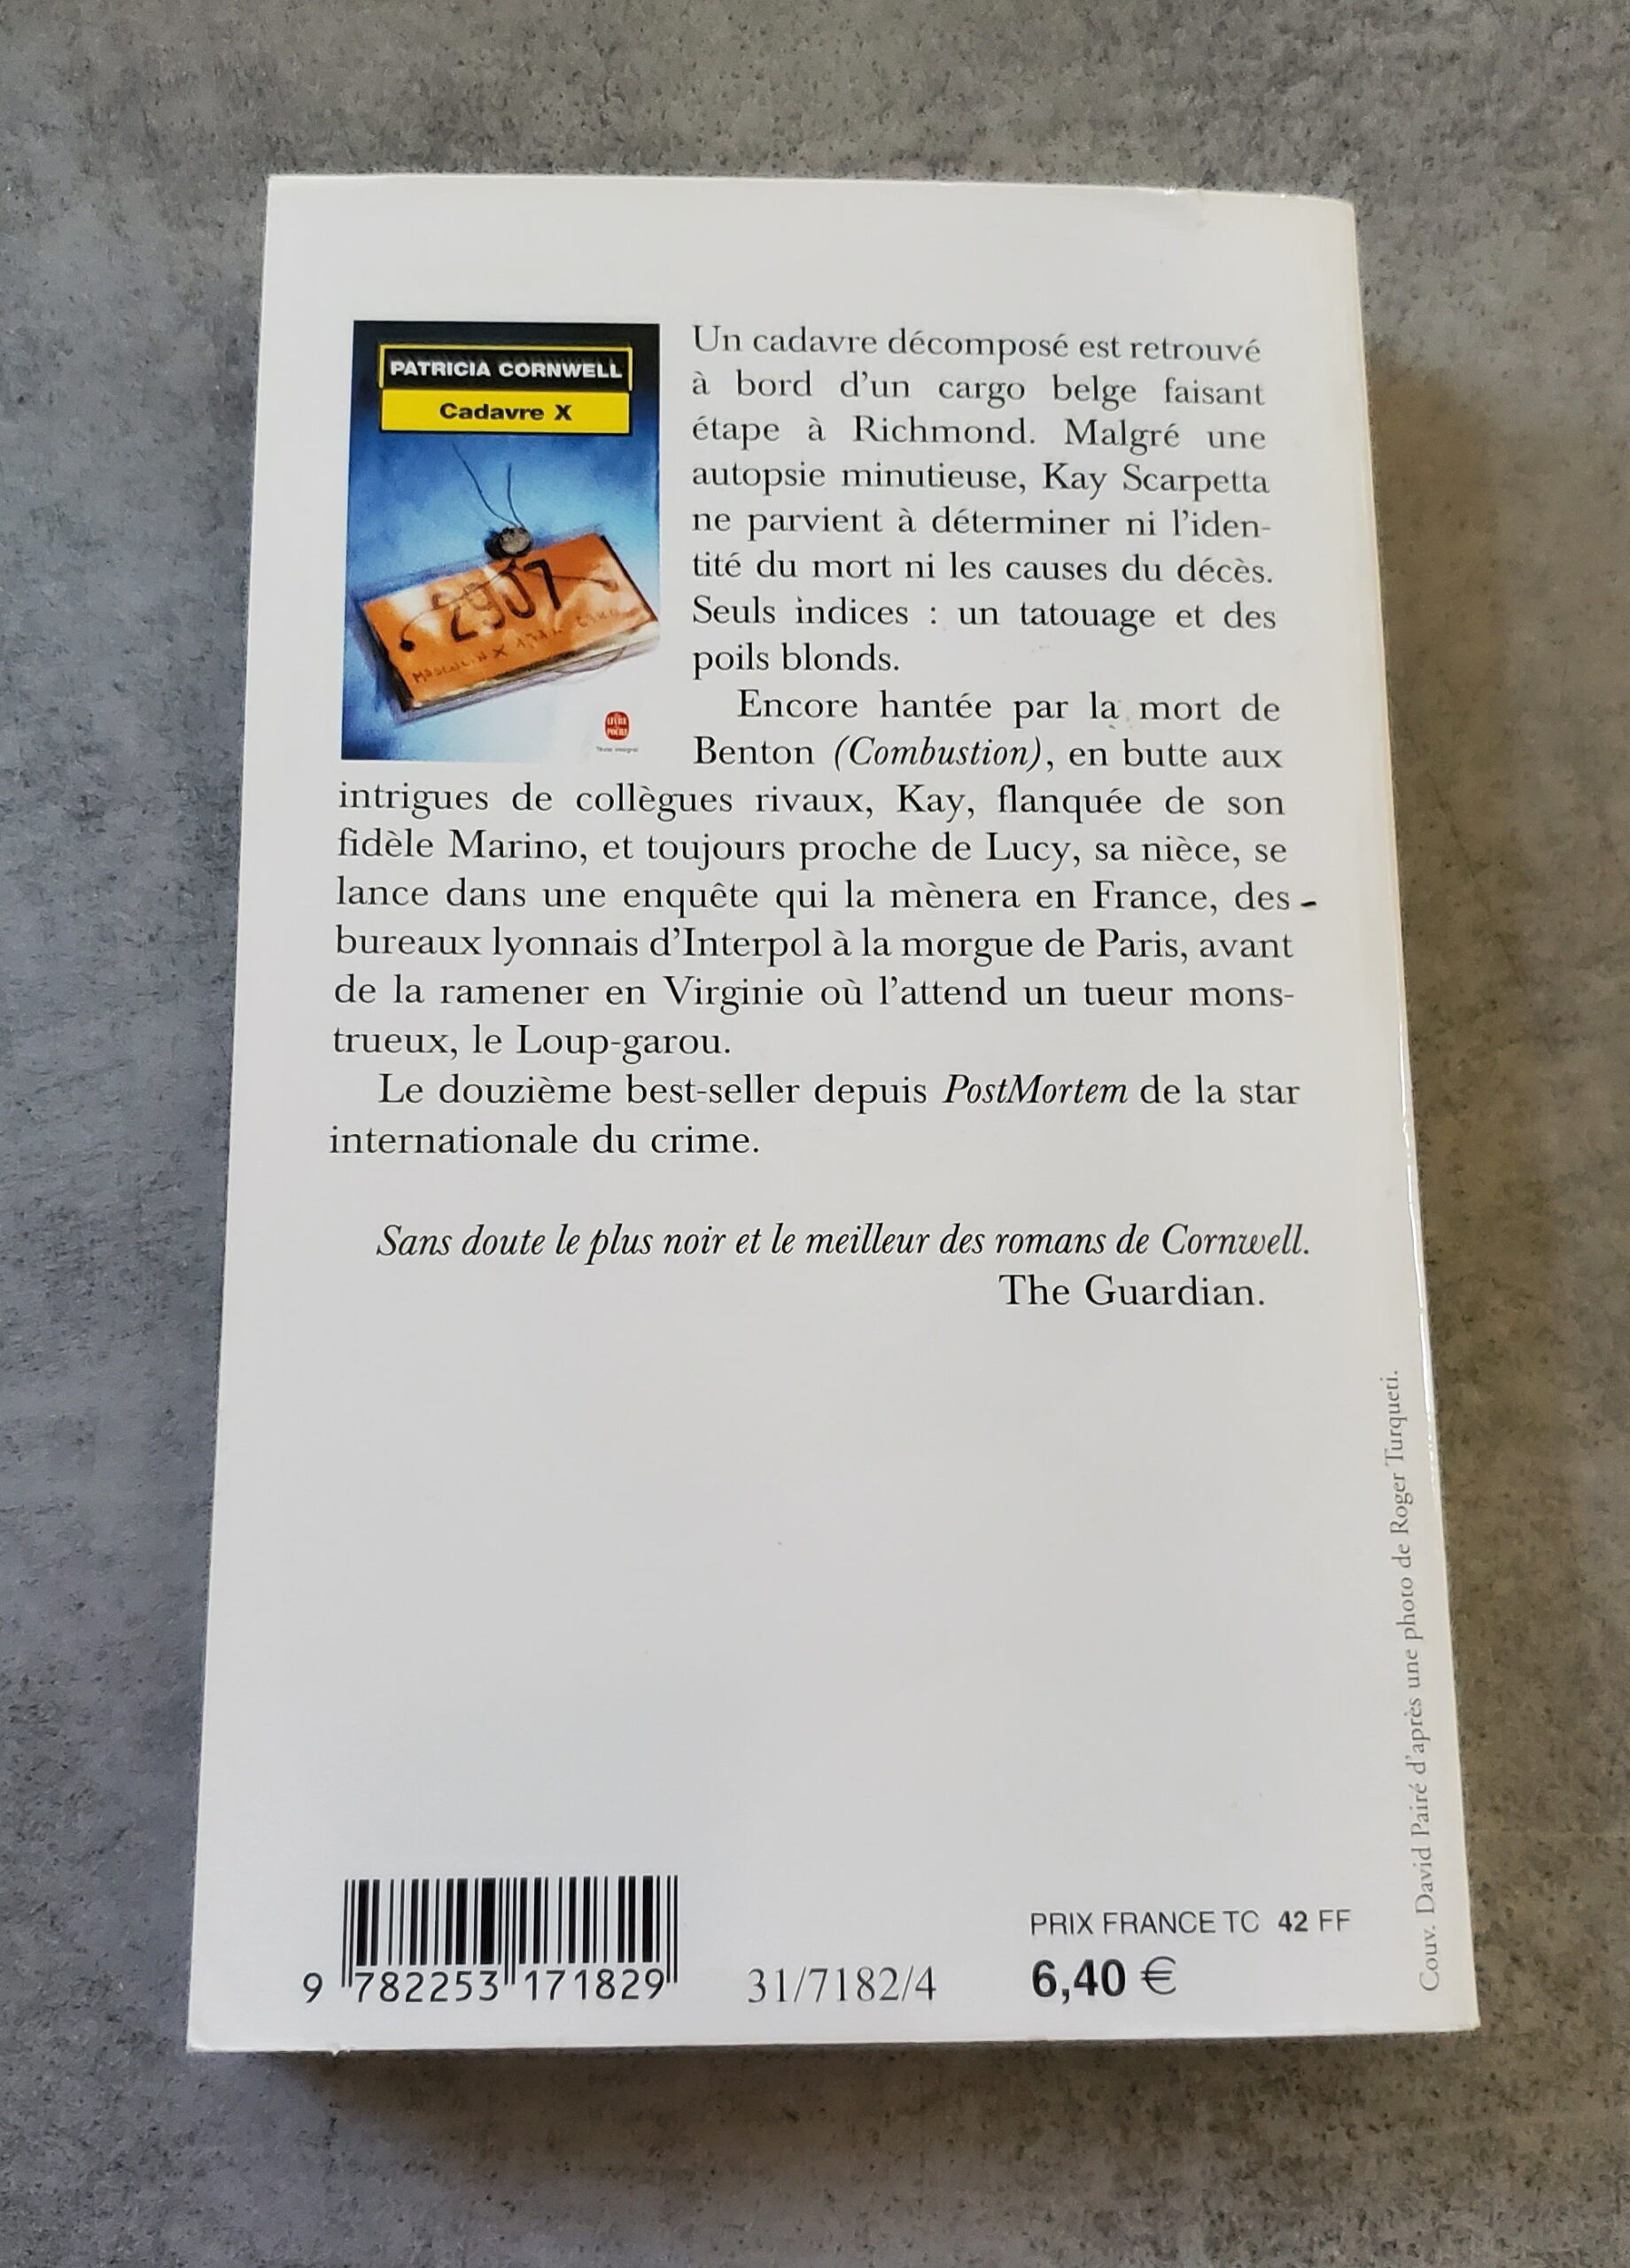 PATRICIA CORNWELL
Cadavre X
2907
LE LIVRE DE POCHE
Texte intégral
Un cadavre décomposé est retrouvé
à bord d'un cargo belge faisant
étape à Richmond. Malgré une
autopsie minutieuse, Kay Scarpetta
ne parvient à déterminer ni l'iden-
tité du mort ni les causes du décès.
Seuls indices : un tatouage et des
poils blonds.
Encore hantée par la mort de
Benton (Combustion), en butte aux
intrigues de collègues rivaux, Kay, flanquée de son
fidèle Marino, et toujours proche de Lucy, sa nièce, se
lance dans une enquête qui la mènera en France, des
bureaux lyonnais d'Interpol à la morgue de Paris, avant
de la ramener en Virginie où l'attend un tueur mons-
trueux, le Loup-garou.
Le douzième best-seller depuis PostMortem de la star
internationale du crime.
Sans doute le plus noir et le meilleur des romans de Cornwell.
The Guardian.
Couv. David Pairé d'après une photo de Roger Turqueti.
9 782253 171829
31/7182/4
PRIX FRANCE TC 42 FF
6,40 €